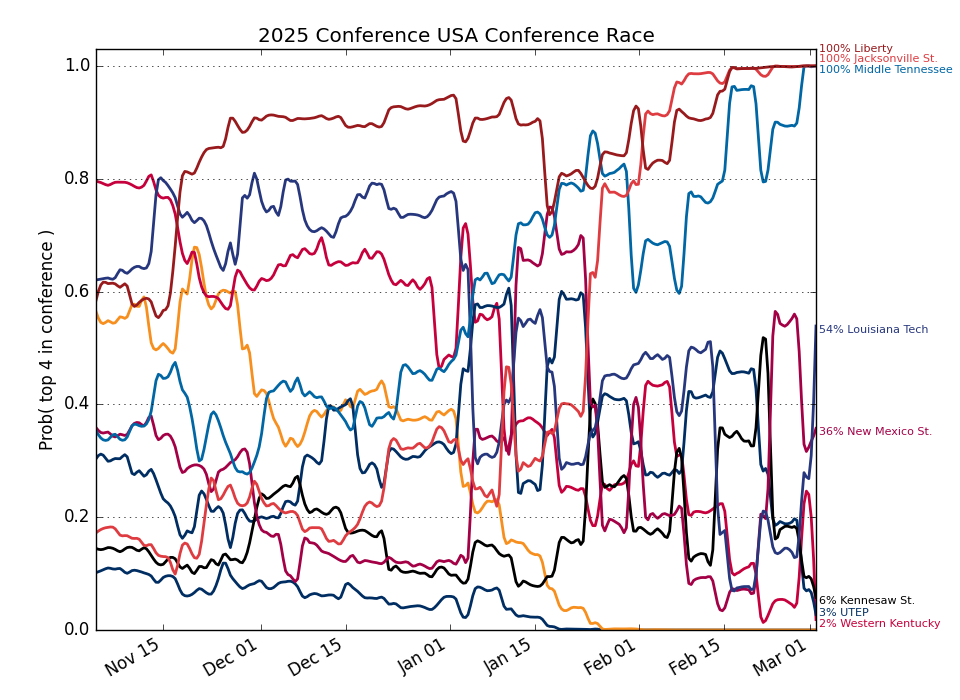 2025 Conference USA Conference Race
Prob( top 4 in conference )
1.0
0.8
0.6
0.4
0.2
0.0
Nov 15
Dec 01
Dec 15
Jan 01
Jan 15
Feb 01
Feb 15
Mar 01
100% Liberty
100% Jacksonville St.
100% Middle Tennessee
54% Louisiana Tech
36% New Mexico St.
6% Kennesaw St.
3% UTEP
2% Western Kentucky